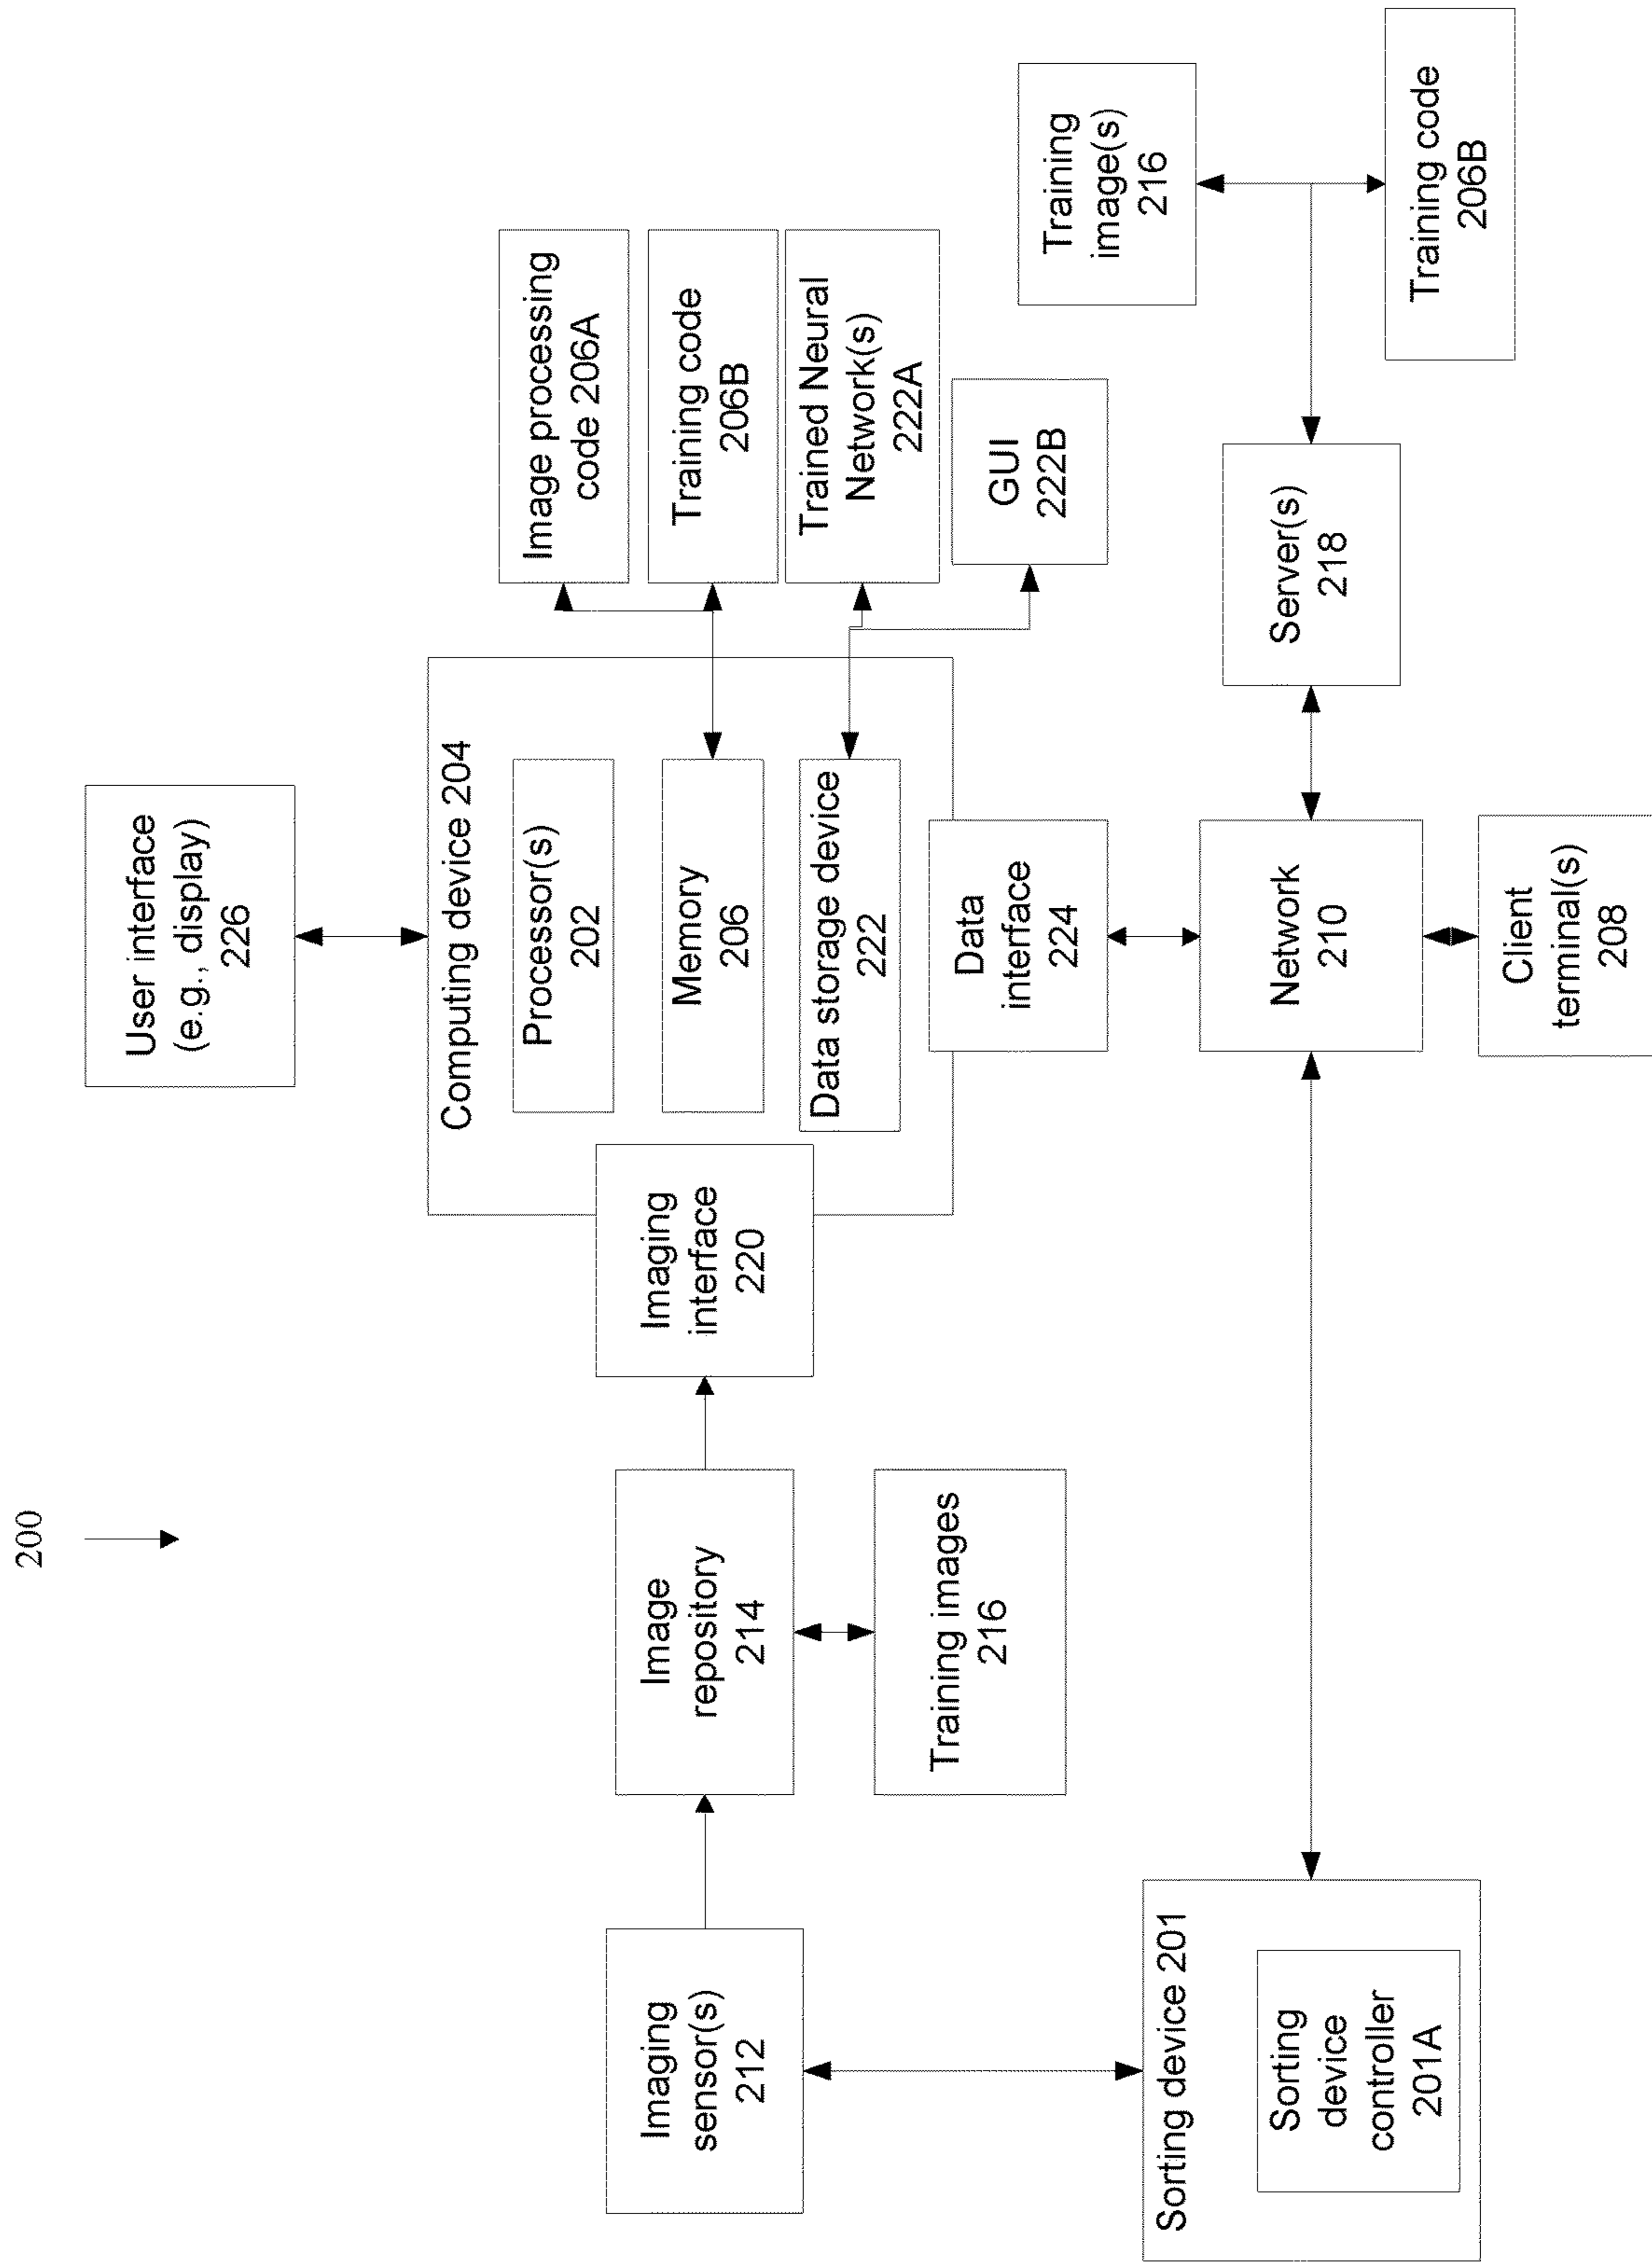 200
User interface
(e.g., display)
226
Computing device 204
Processor(s)
202
Memory
206
Data storage device
222
Image processing
code 206A
Training code
206B
Trained Neural
Network(s)
222A
GUI
222B
Imaging
sensor(s)
212
Image
repository
214
Imaging
interface
220
Training images
216
Data
interface
224
Training
image(s)
216
Sorting device 201
Sorting
device
controller
201A
Network
210
Server(s)
218
Training code
206B
Client
terminal(s)
208